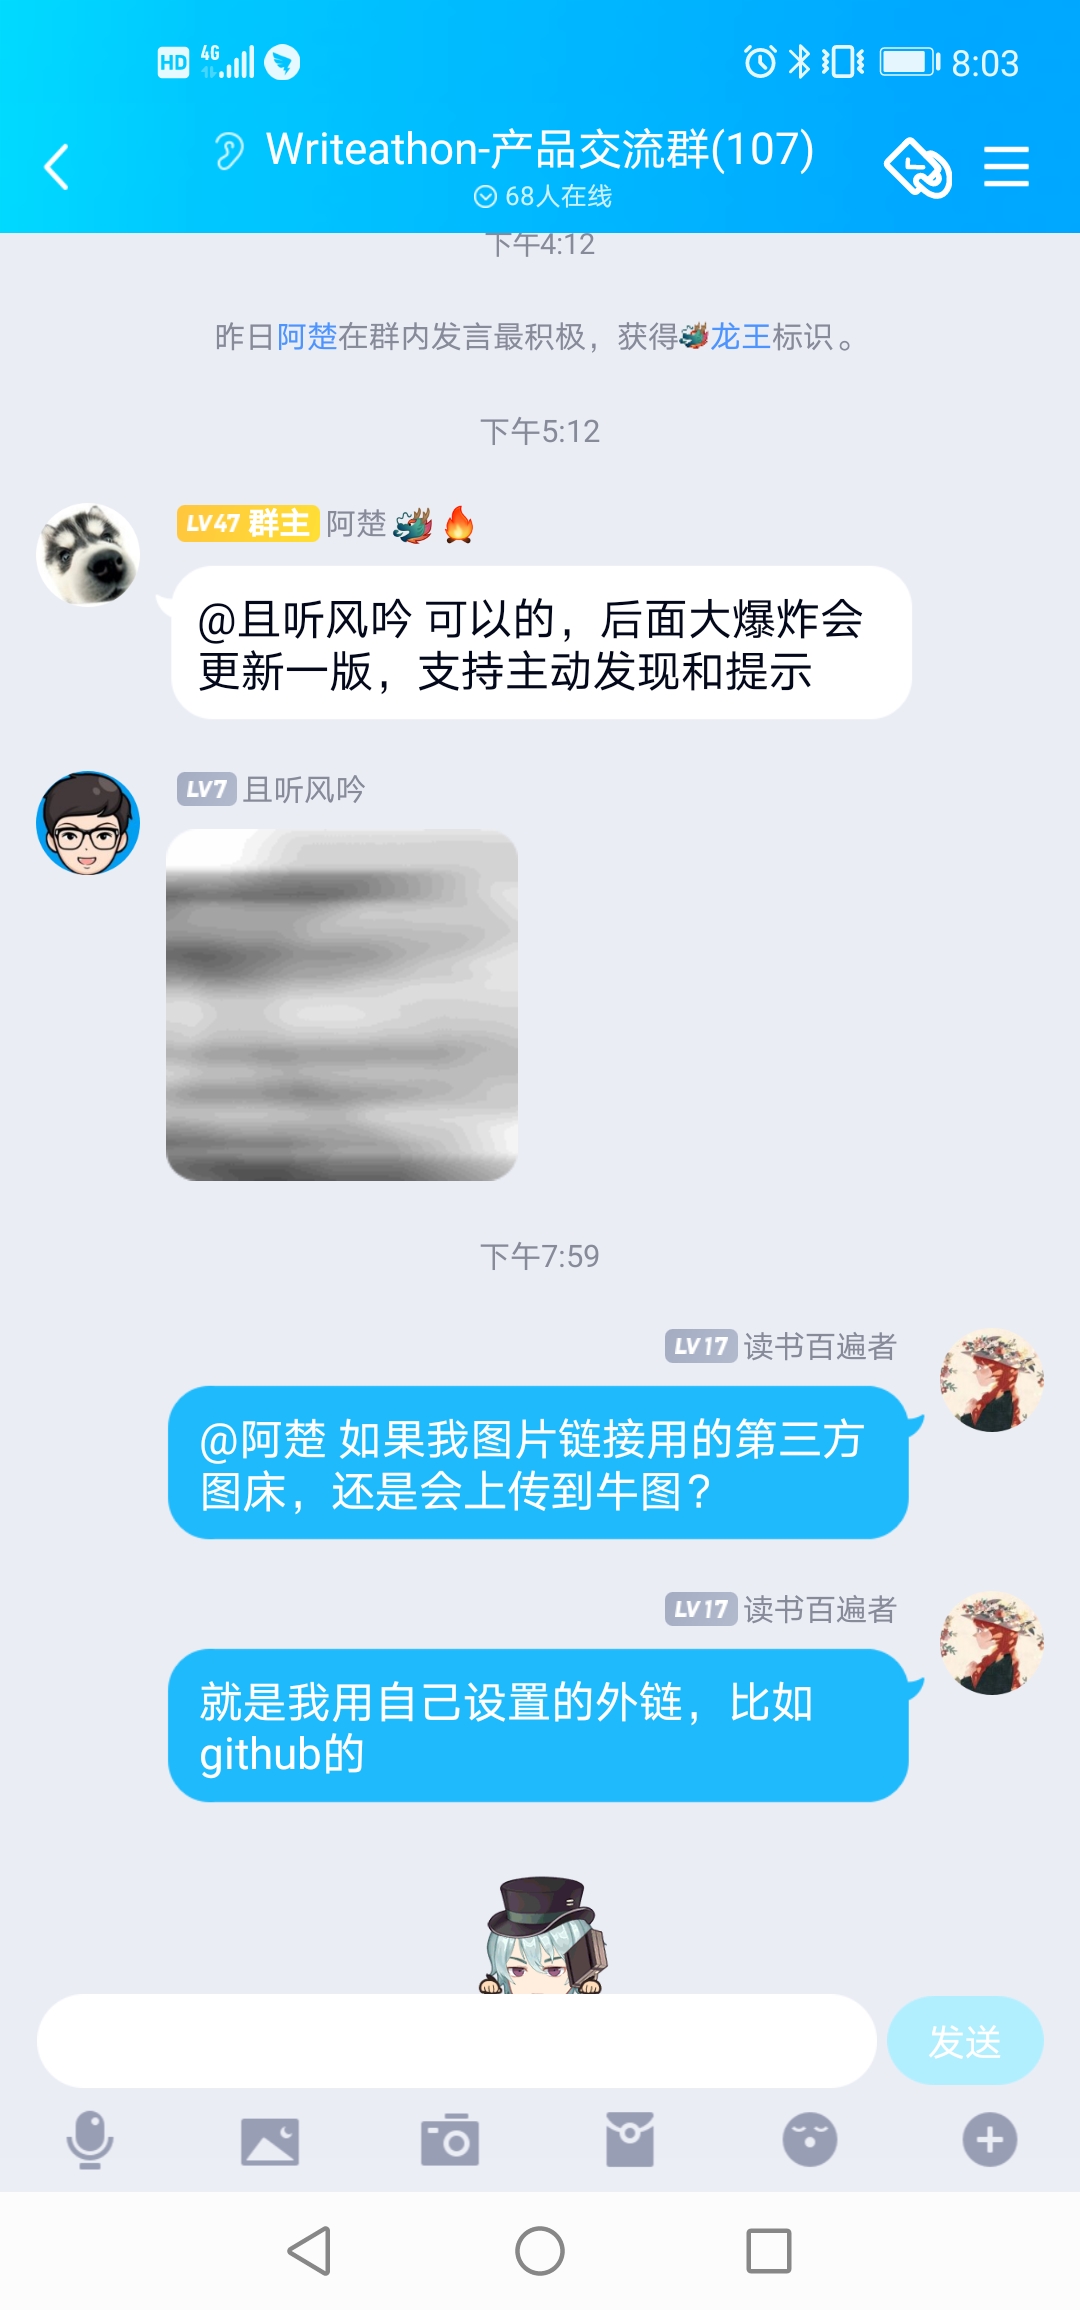 HD 4G 8:03
Writeathon-产品交流群(107)
68人在线
下午4:12
昨日阿楚在群内发言最积极，获得龙王标识。
下午5:12
LV47 群主 阿楚
@且听风吟 可以的，后面大爆炸会
更新一版，支持主动发现和提示
LV7 且听风吟
下午7:59
LV17 读书百遍者
@阿楚 如果我图片链接用的第三方
图床，还是会上传到牛图？
LV17 读书百遍者
就是我用自己设置的外链，比如
github的
发送